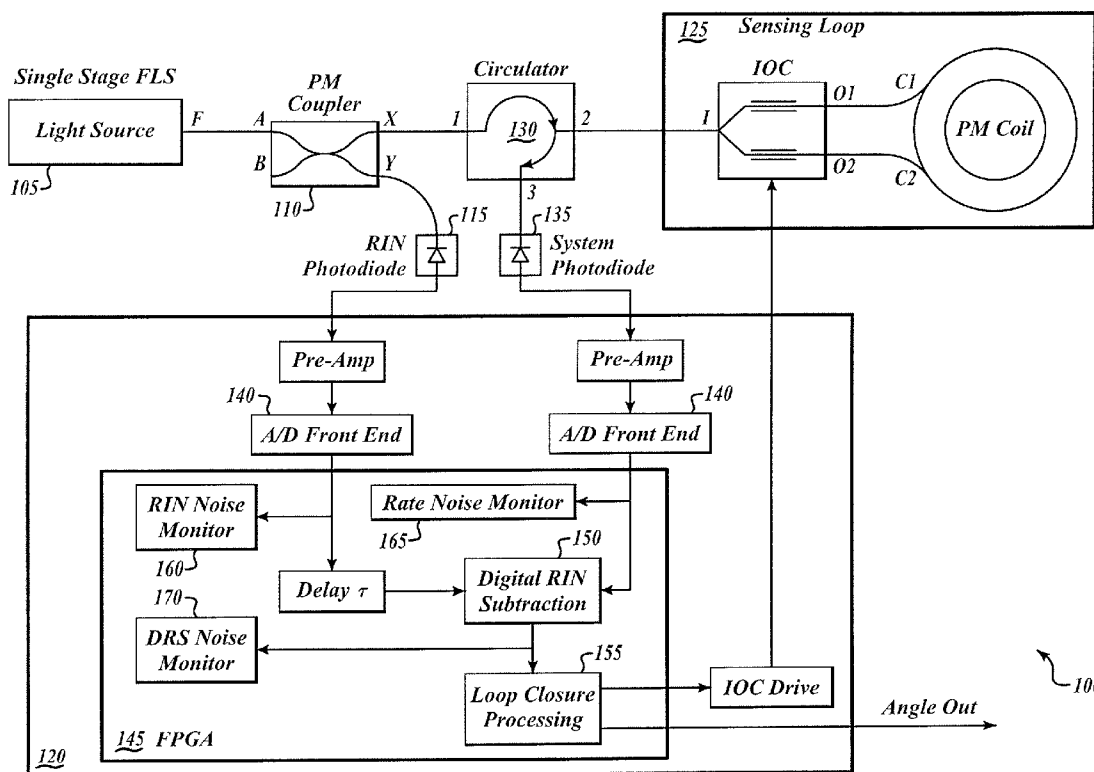 125 Sensing Loop
Single Stage FLS
Light Source
105
F
PM
Coupler
A
B
X
Y
110
Circulator
1
130
2
3
IOC
I
O1
O2
C1
C2
PM Coil
115
RIN
Photodiode
135
System
Photodiode
Pre-Amp
Pre-Amp
140
A/D Front End
140
A/D Front End
RIN Noise
Monitor
160
Rate Noise Monitor
165
Delay τ
150
Digital RIN
Subtraction
170
DRS Noise
Monitor
155
Loop Closure
Processing
IOC Drive
Angle Out
120
145 FPGA